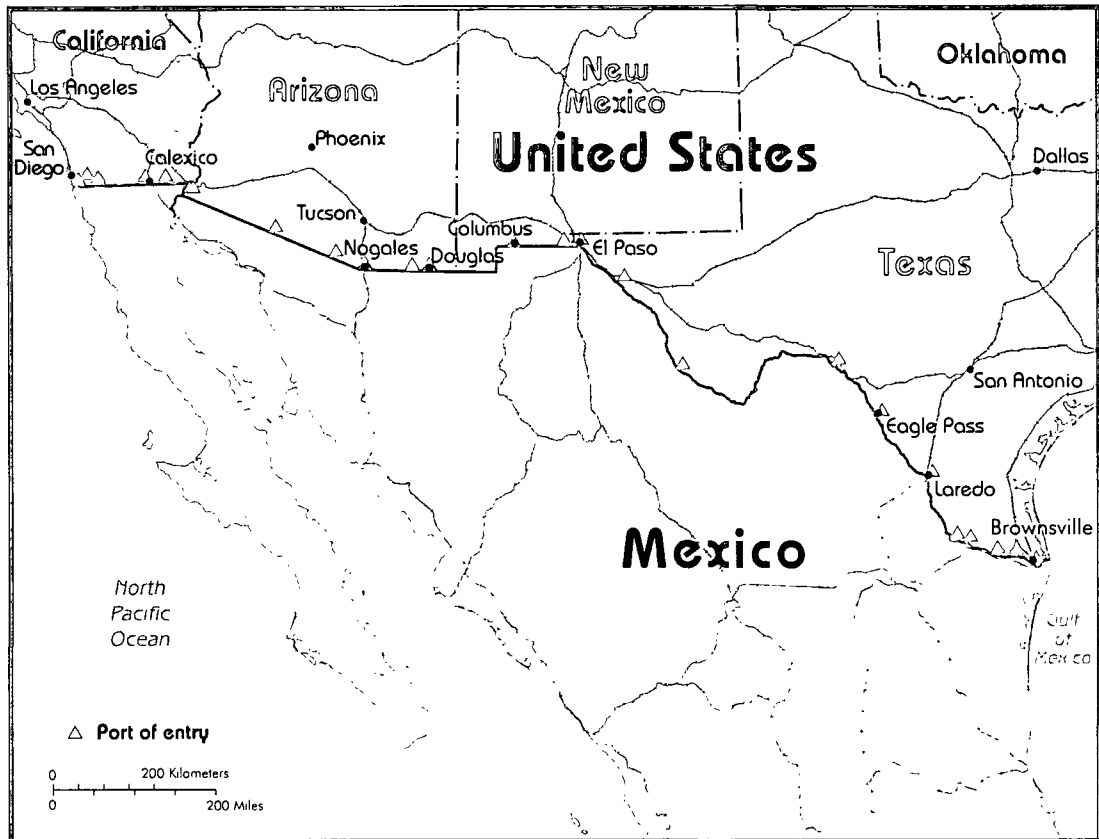 California
Oklahoma
Los Angeles
Arizona
New
Mexico
San
Diego
Calexico
Phoenix
United States
Dallas
Tucson
Columbus
Nogales
Douglas
El Paso
Texas
San Antonio
Eagle Pass
Laredo
Brownsville
Mexico
North
Pacific
Ocean
Gulf
of
Mexico
△ Port of entry
0 200 Kilometers
0 200 Miles